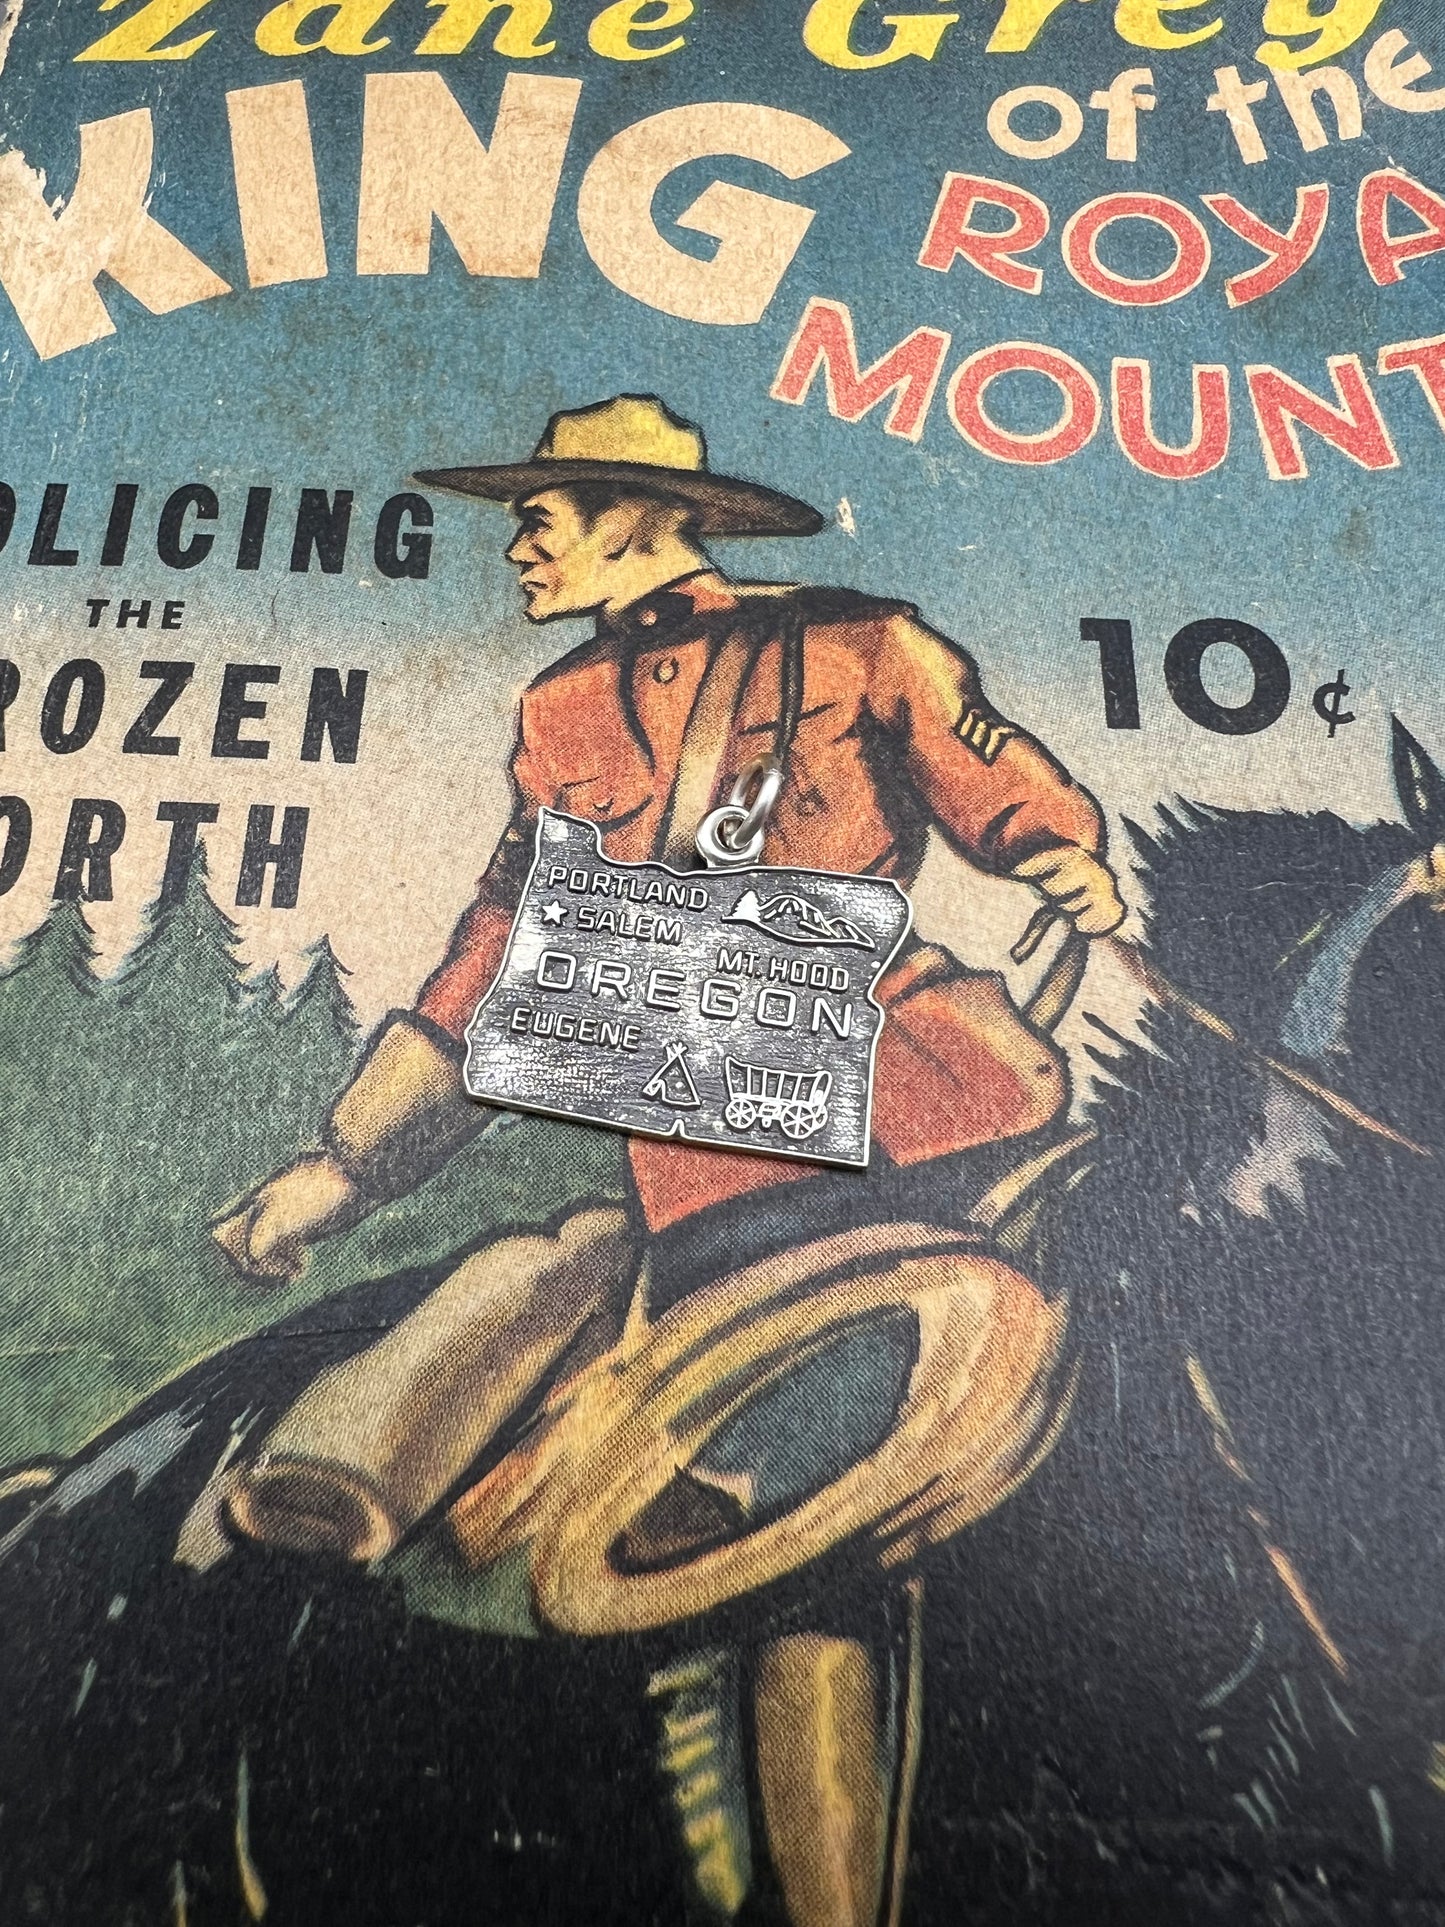 Zane Grey
KING
of the
ROYA
MOUNT
OLICING
THE
ROZEN
ORTH
10¢
PORTLAND
SALEM
MT. HOOD
OREGON
EUGENE